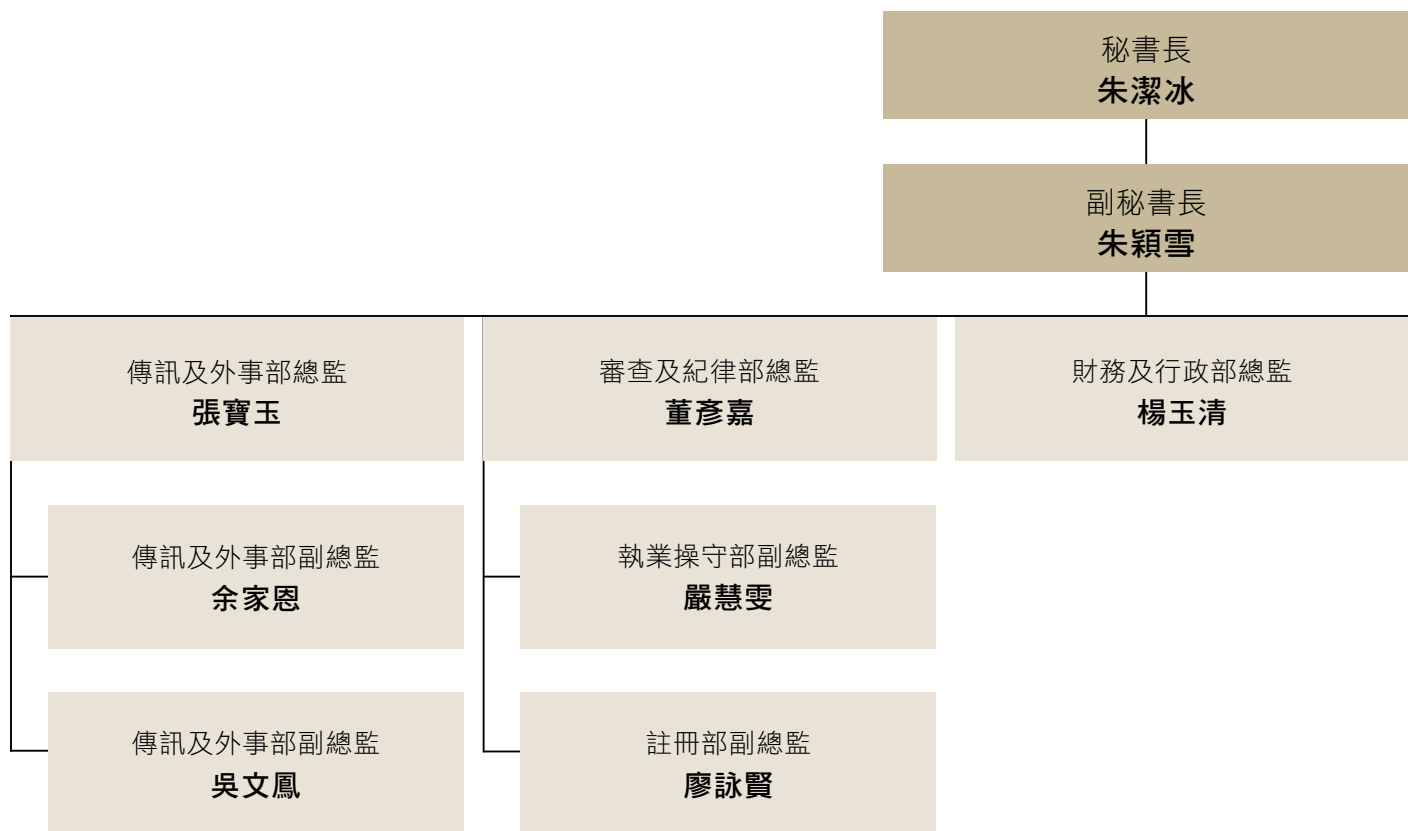 秘書長
朱潔冰
副秘書長
朱穎雪
傳訊及外事部總監
張寶玉
審查及紀律部總監
董彥嘉
財務及行政部總監
楊玉清
傳訊及外事部副總監
余家恩
執業操守部副總監
嚴慧雯
傳訊及外事部副總監
吳文鳳
註冊部副總監
廖詠賢